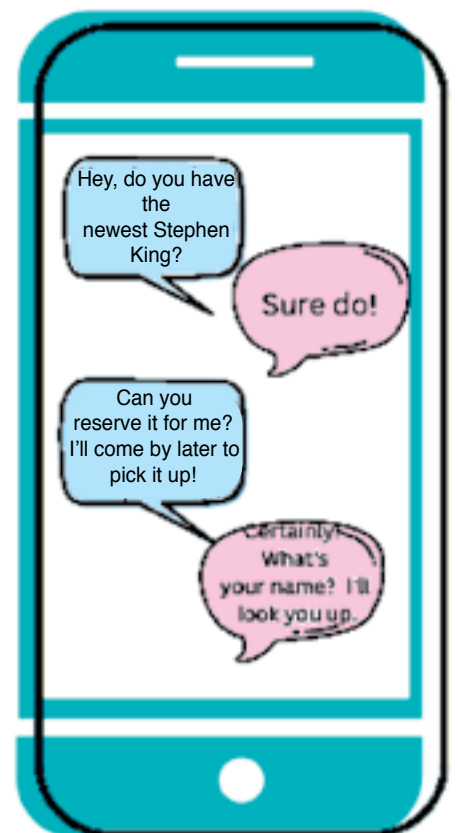 Hey, do you have
the
newest Stephen
King?
Sure do!
Can you
reserve it for me?
I'll come by later to
pick it up!
Certainly!
What's
your name? I'll
look you up.